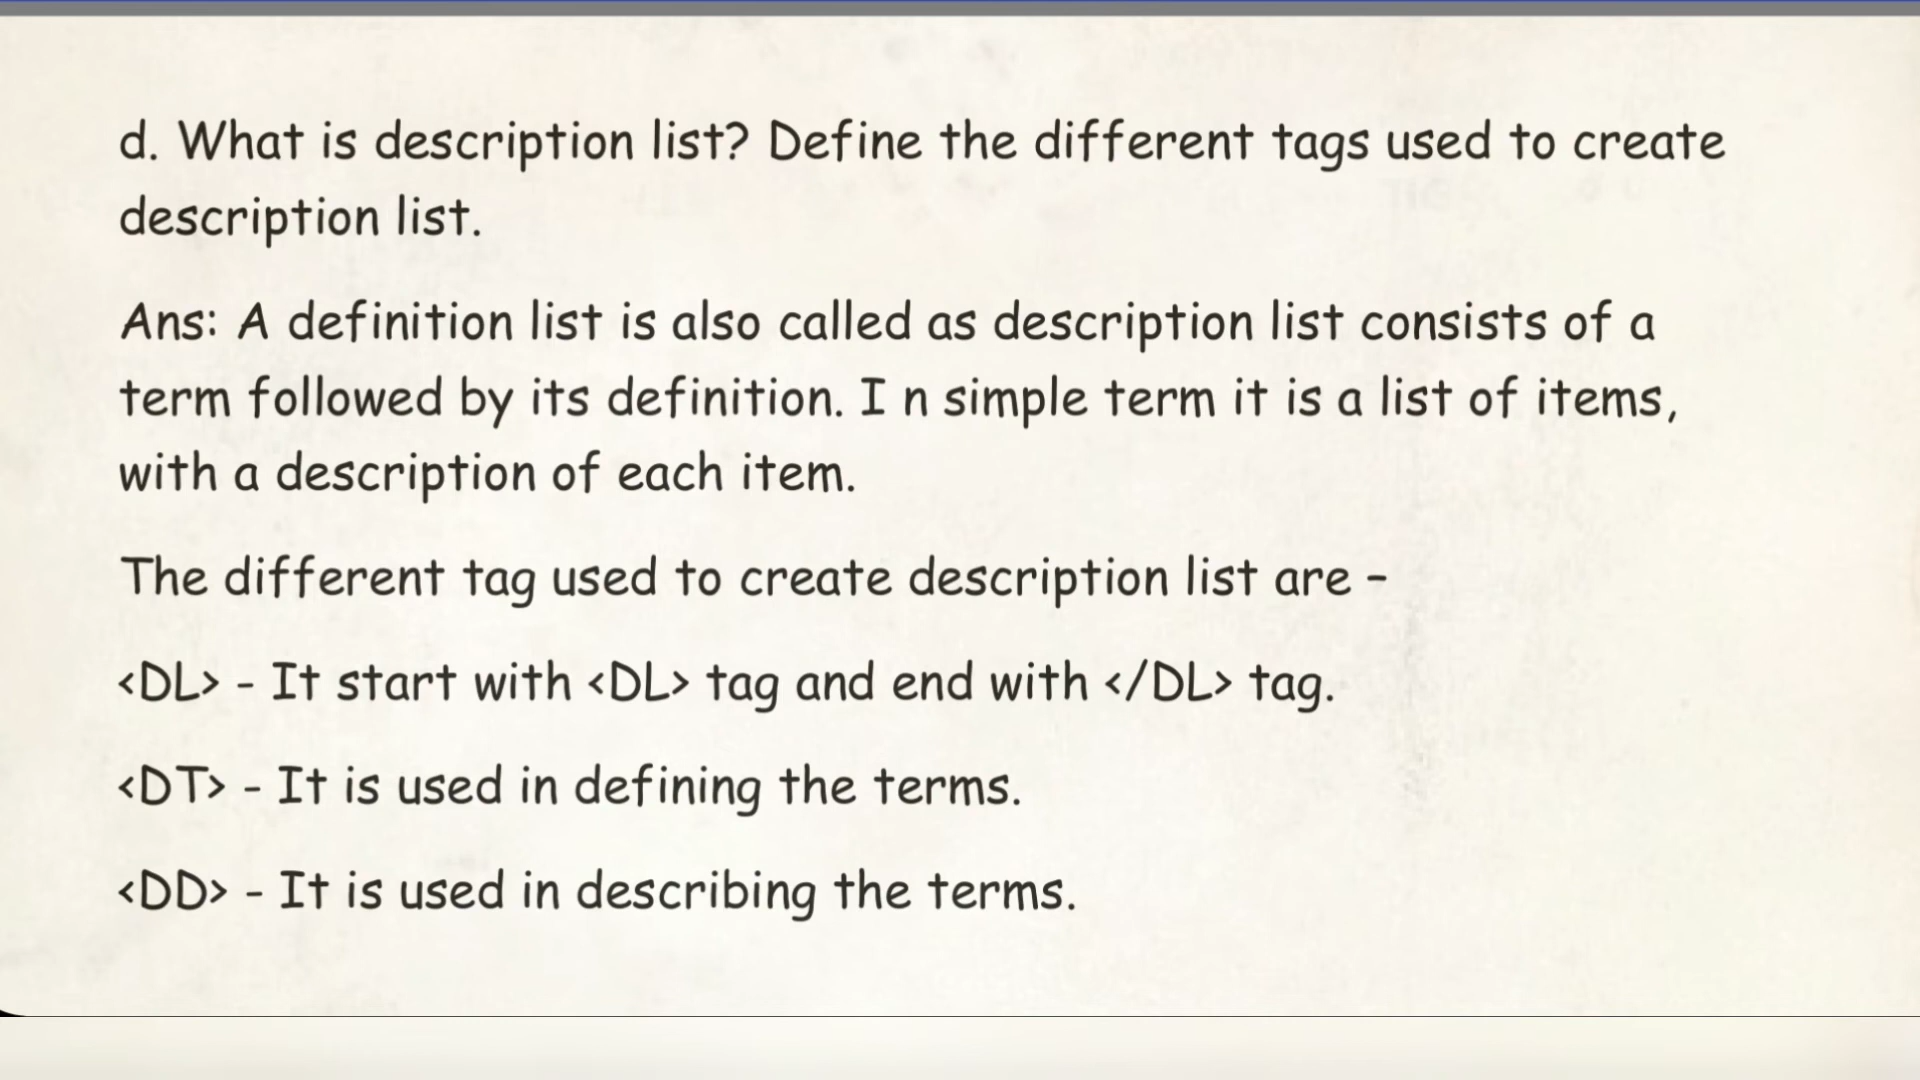 d. What is description list? Define the different tags used to create
description list.
Ans: A definition list is also called as description list consists of a
term followed by its definition. I n simple term it is a list of items,
with a description of each item.
The different tag used to create description list are –
<DL> - It start with <DL> tag and end with </DL> tag.
<DT> - It is used in defining the terms.
<DD> - It is used in describing the terms.